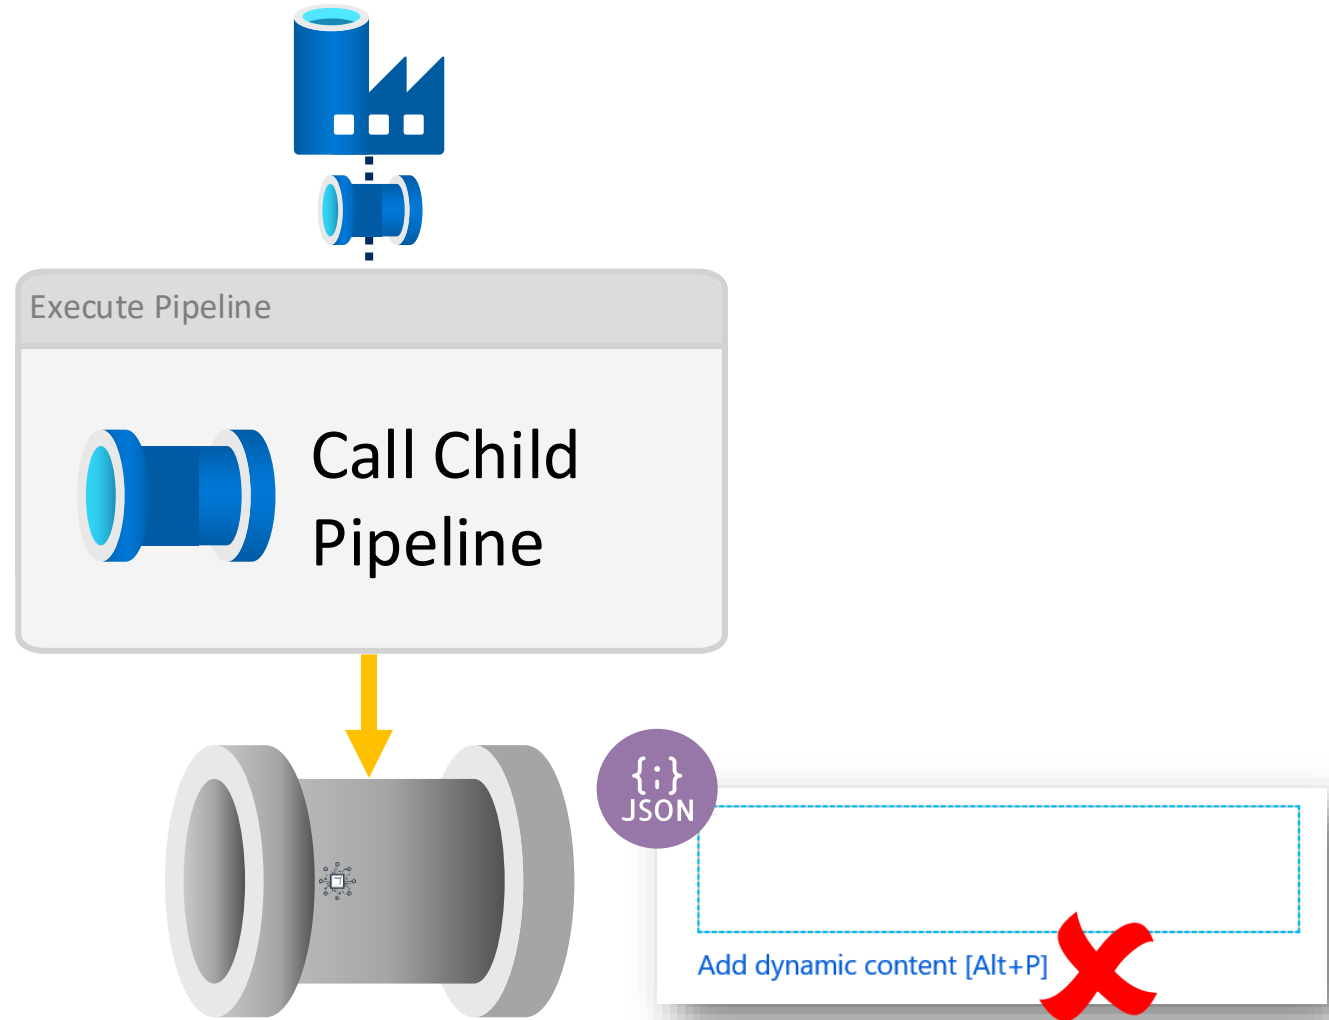 Execute Pipeline
Call Child
Pipeline
{;}
JSON
Add dynamic content [Alt+P]